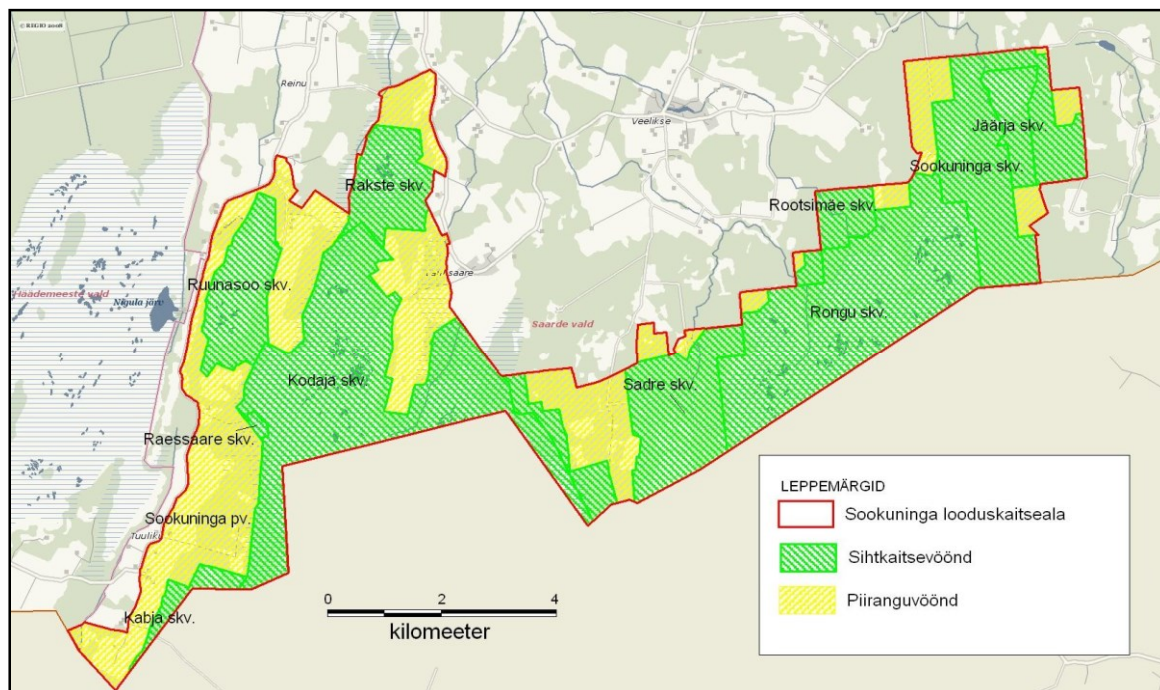 © REGIO 2008
Reinu
Veelikse
Jäärja skv.
Sookuninga skv.
Rakste skv.
Rootsimäe skv.
Ruunasoo skv.
Häädemeeste vald
Nigula järv
Saarde vald
Rongu skv.
Kodaja skv.
Sadre skv.
Raessaare skv.
Sookuninga pv.
Tuuliku
Kabja skv.
LEPPEMÄRGID
Sookuninga looduskaitseala
Sihtkaitsevöönd
Piiranguvöönd
0 2 4
kilomeeter